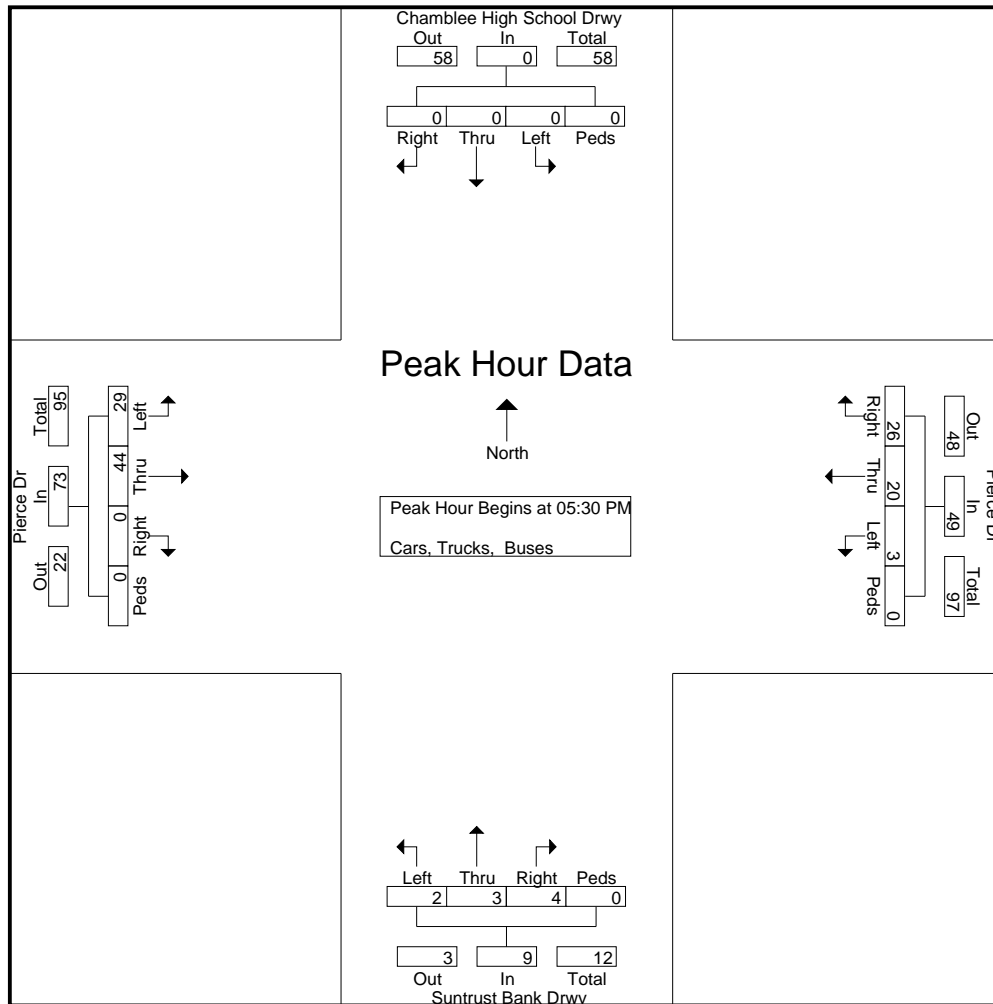 Chamblee High School Drwy
Out In Total
58 0 58
0 0 0 0
Right Thru Left Peds
Peak Hour Data
North
Peak Hour Begins at 05:30 PM
Cars, Trucks, Buses
Pierce Dr
Out In Total
22 73 95
0 0 44 29
Peds Right Thru Left
Pierce Dr
Out In Total
48 49 97
26 20 3 0
Right Thru Left Peds
Left Thru Right Peds
2 3 4 0
3 9 12
Out In Total
Suntrust Bank Drwy